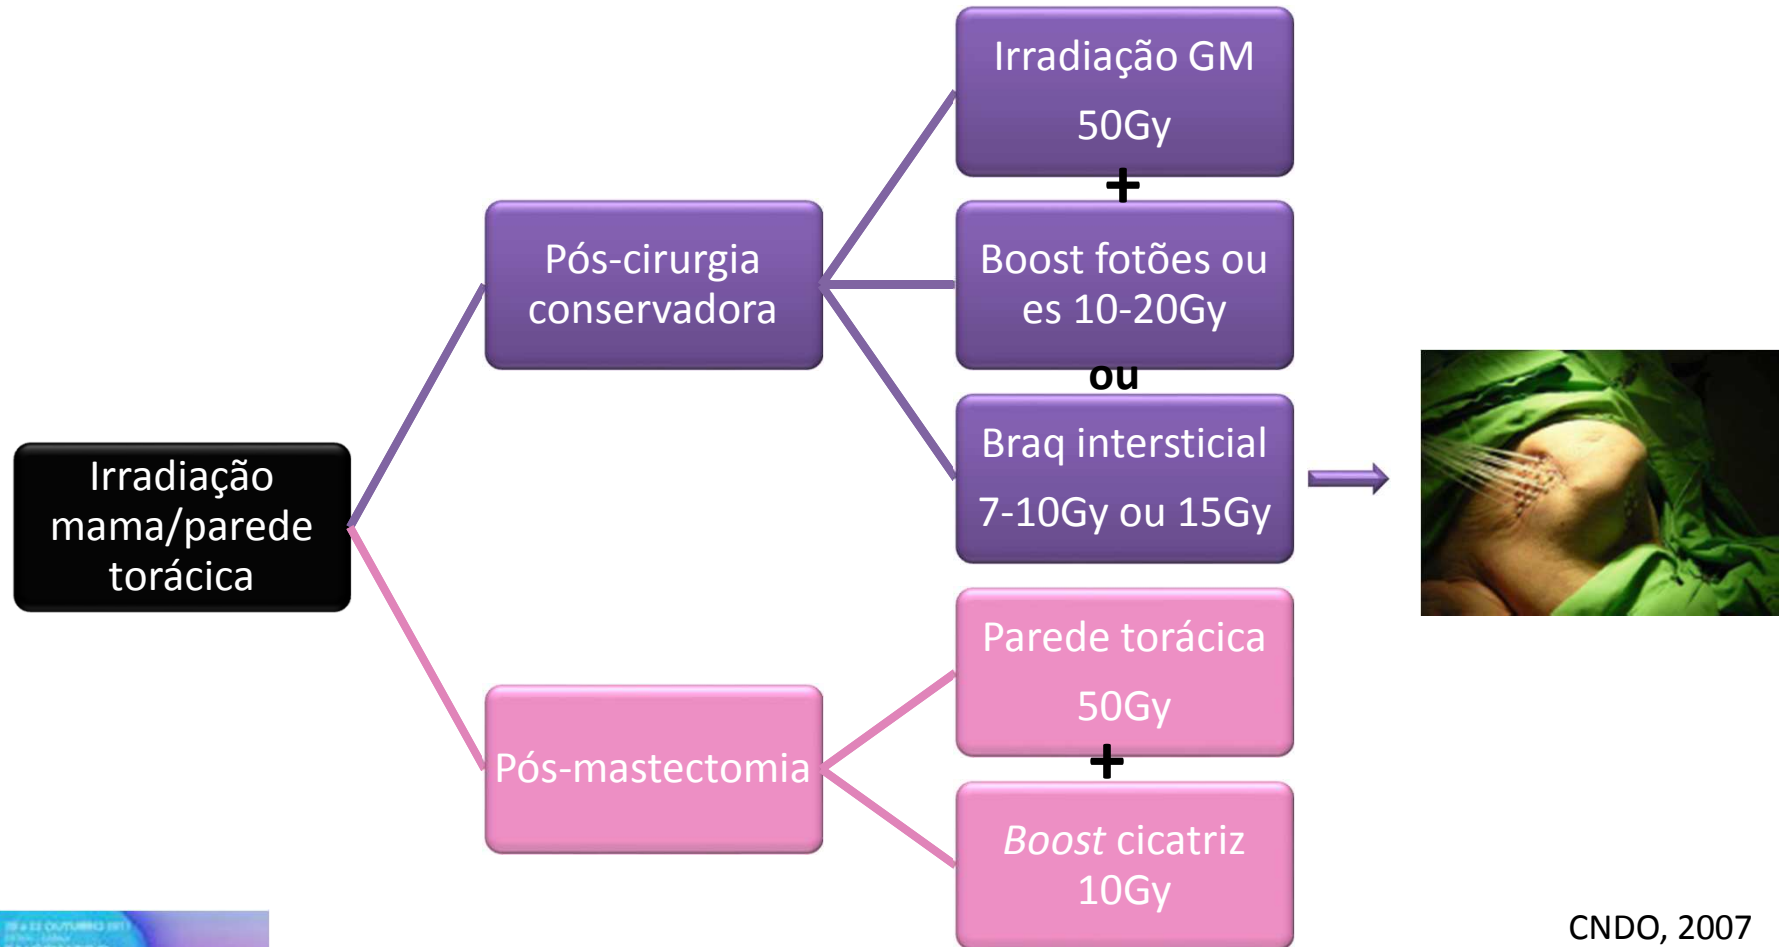 Irradiação
mama/parede
torácica
Pós-cirurgia
conservadora
Irradiação GM
50Gy
+
Boost fotões ou
es 10-20Gy
ou
Braq intersticial
7-10Gy ou 15Gy
Pós-mastectomia
Parede torácica
50Gy
+
Boost cicatriz
10Gy
CNDO, 2007